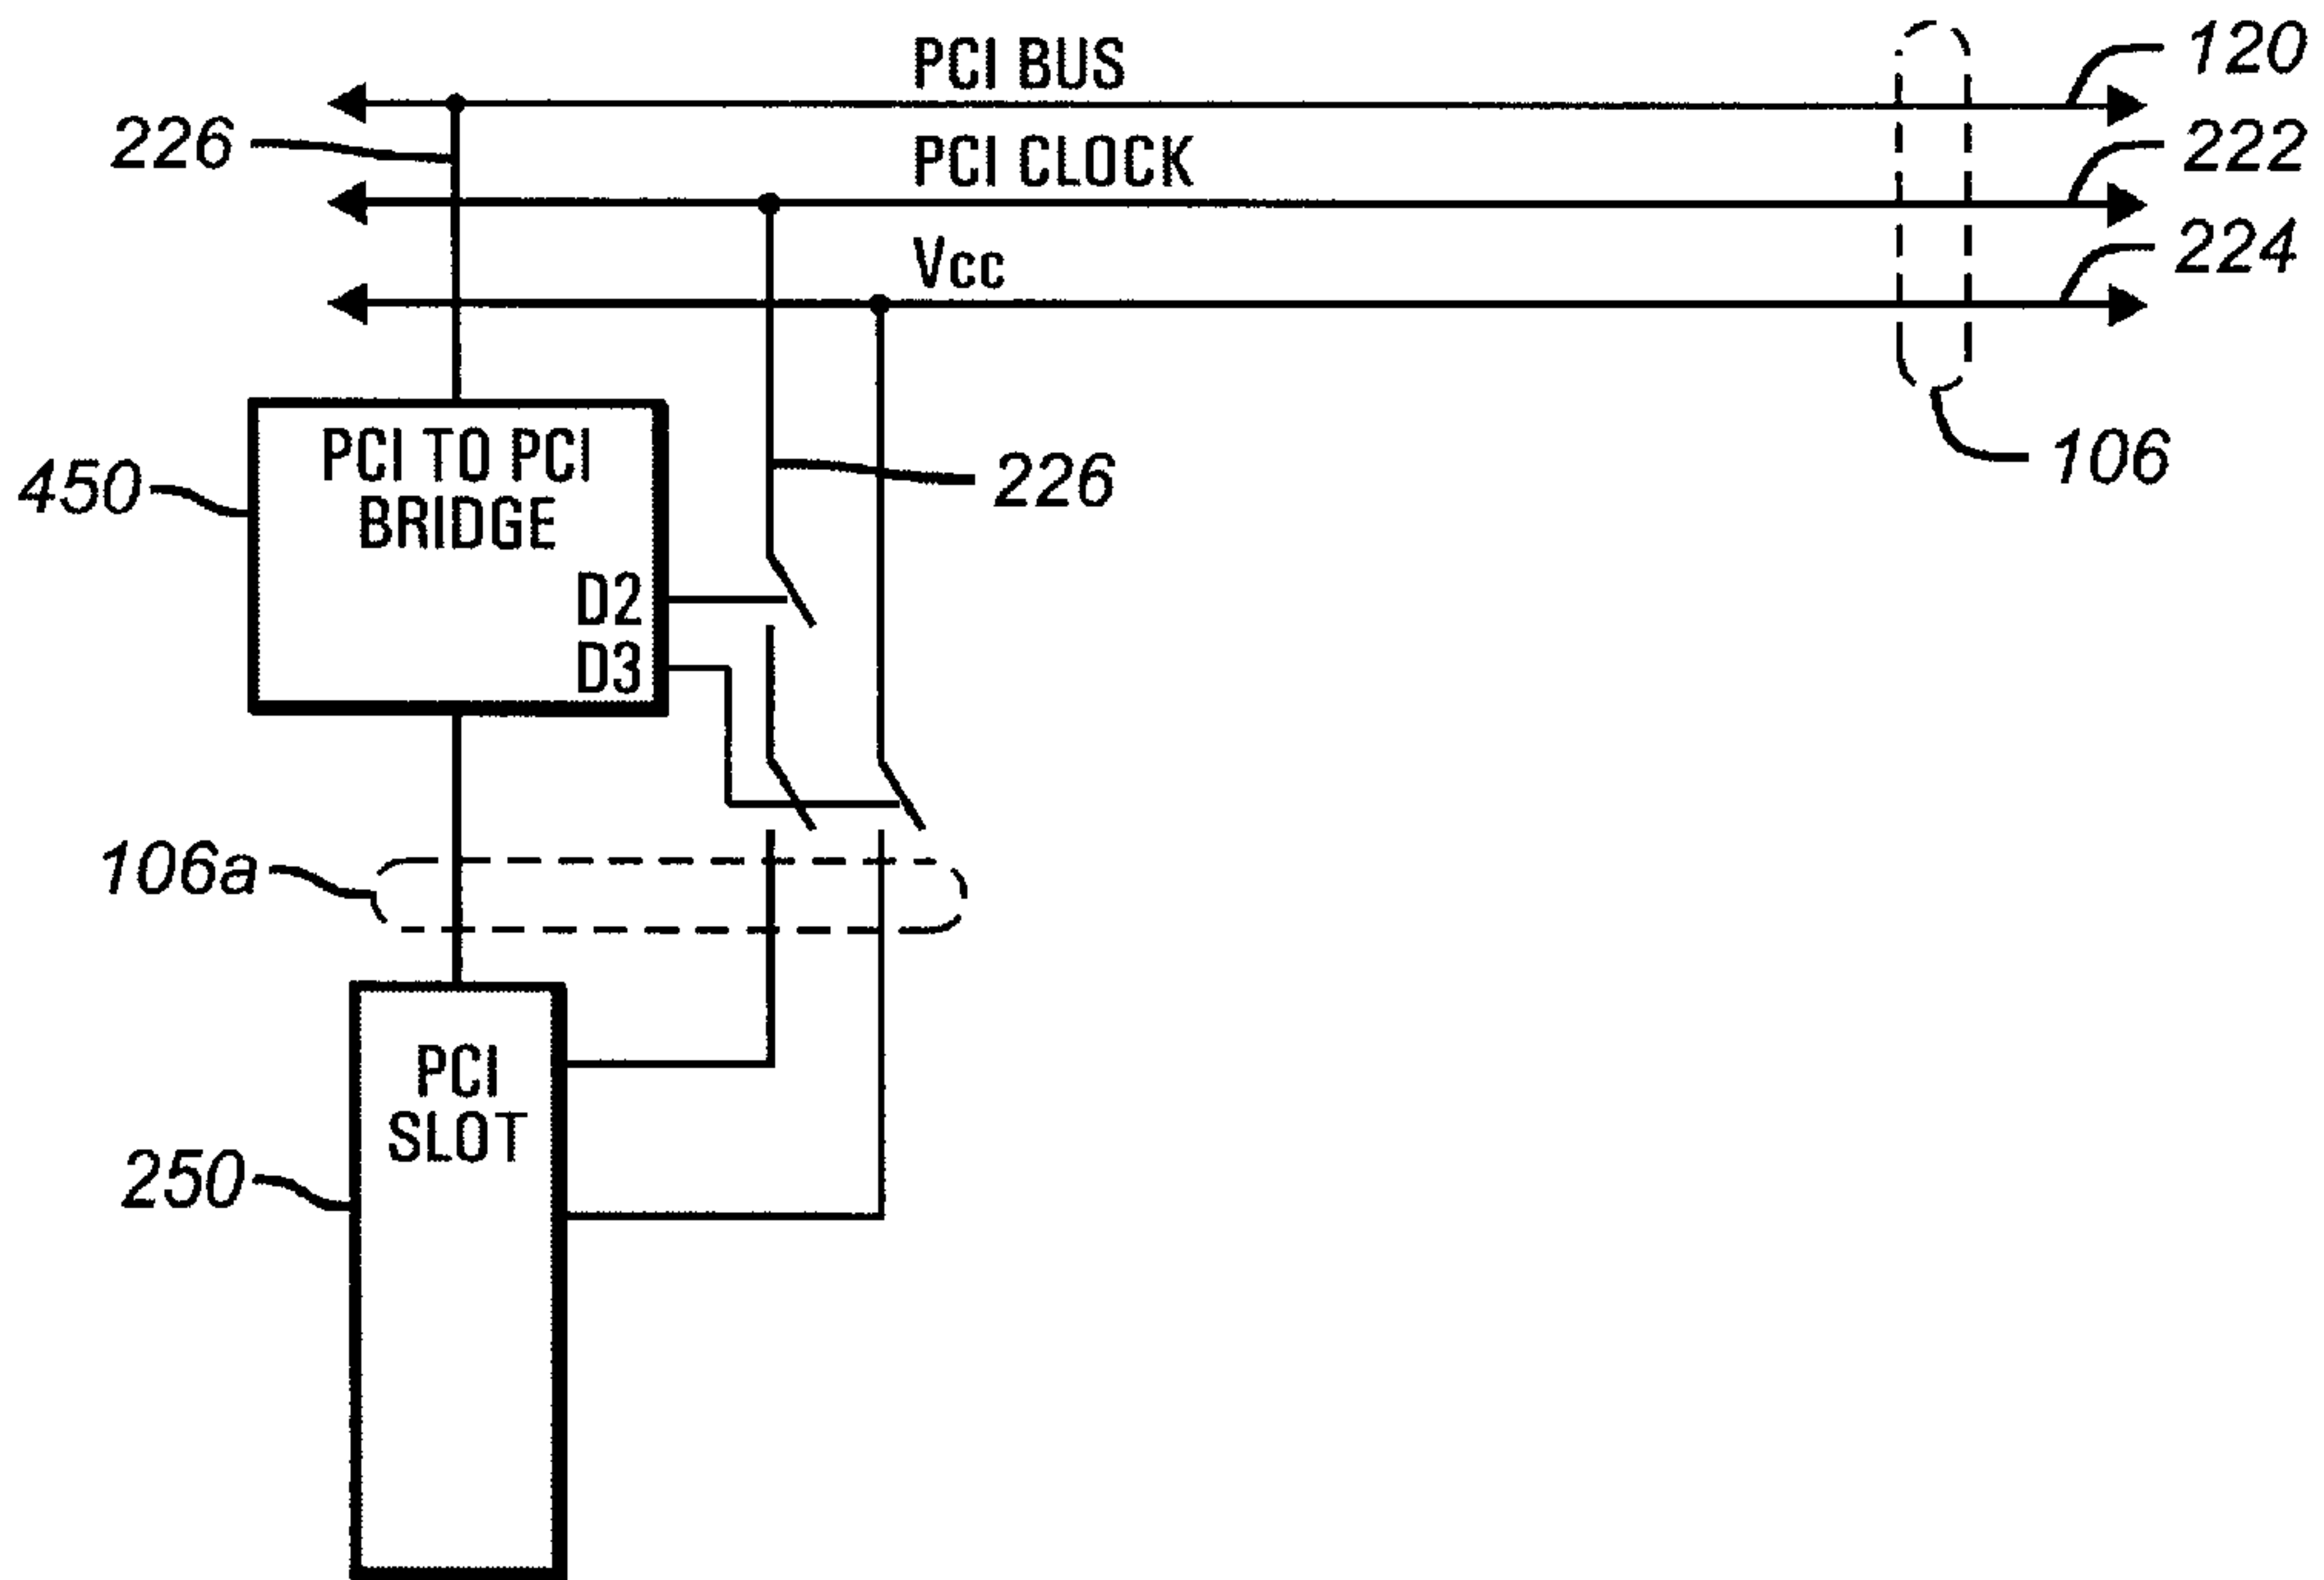 PCI BUS
120
226
PCI CLOCK
222
Vcc
224
PCI TO PCI
BRIDGE
450
226
106
D2
D3
106a
PCI
SLOT
250